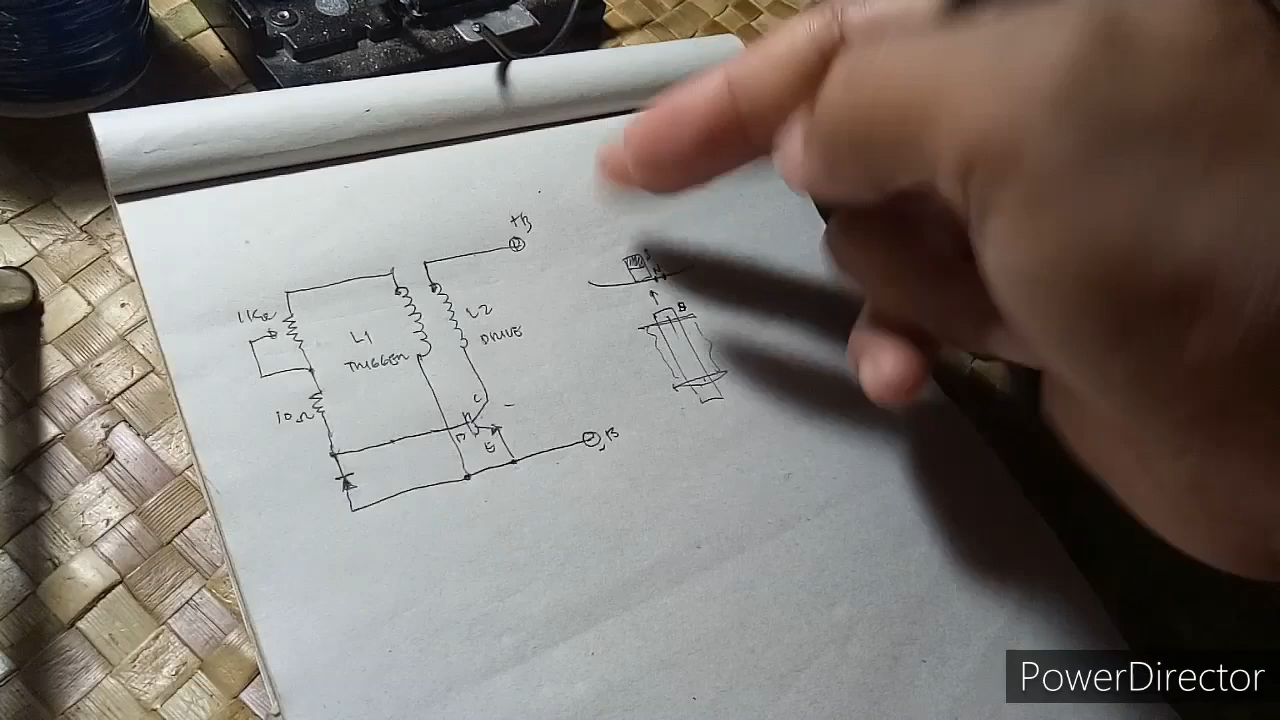 +B
1KΩ
L1
TRIGGER
L2
DRIVE
10Ω
C
B
E
-B
S
N
PowerDirector